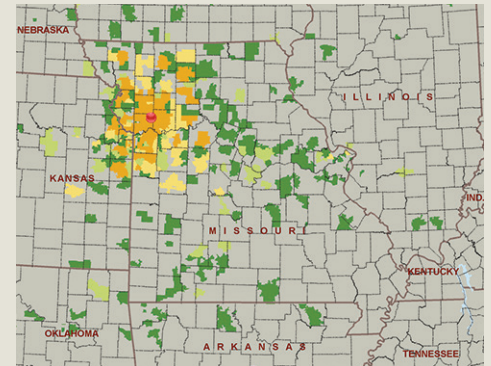 NEBRASKA
ILLINOIS
KANSAS
IND.
MISSOURI
KENTUCKY
OKLAHOMA
ARKANSAS
TENNESSEE